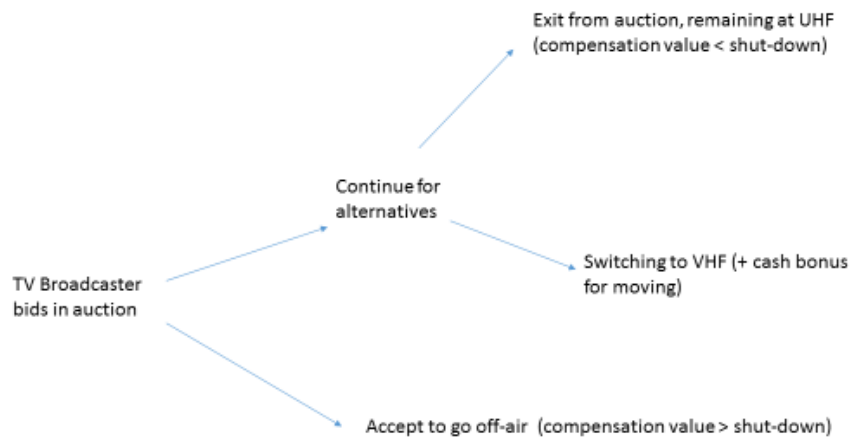 Exit from auction, remaining at UHF
(compensation value < shut-down)
Continue for
alternatives
Switching to VHF (+ cash bonus
for moving)
TV Broadcaster
bids in auction
Accept to go off-air (compensation value > shut-down)